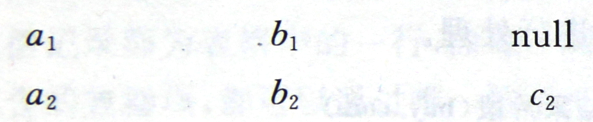 a₁ b₁ null
a₂ b₂ c₂